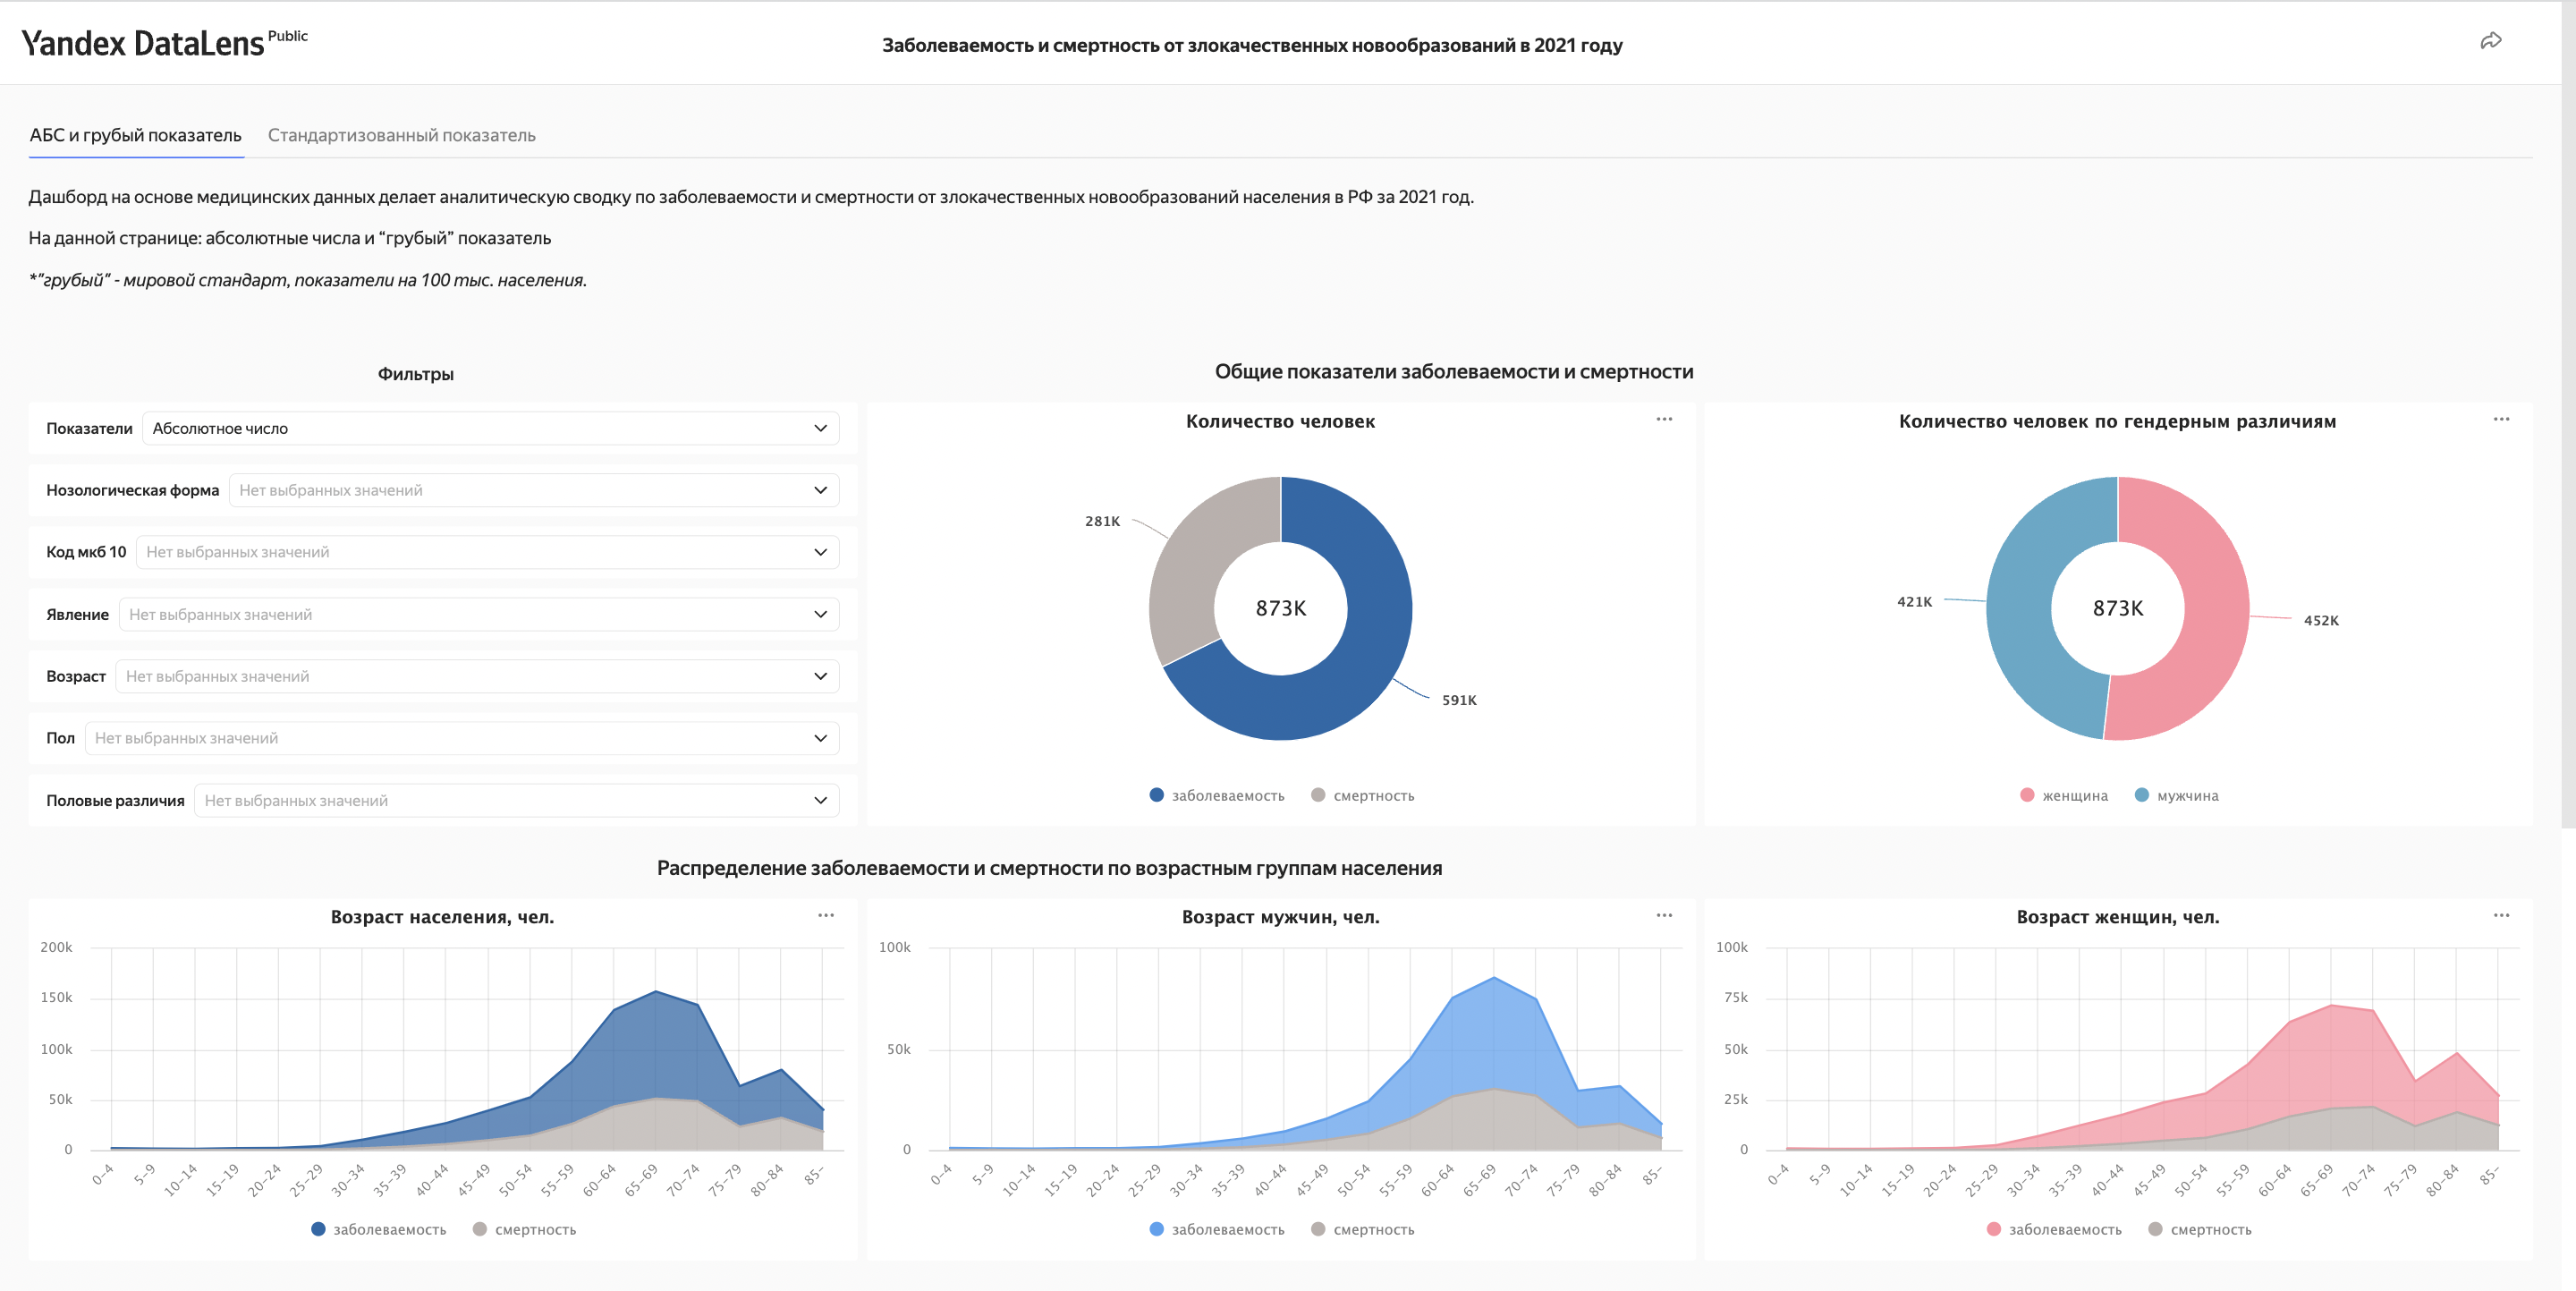 Yandex DataLens Public
Заболеваемость и смертность от злокачественных новообразований в 2021 году
АБС и грубый показатель
Стандартизованный показатель
Дашборд на основе медицинских данных делает аналитическую сводку по заболеваемости и смертности от злокачественных новообразований населения в РФ за 2021 год.
На данной странице: абсолютные числа и “грубый” показатель
*”грубый” - мировой стандарт, показатели на 100 тыс. населения.
Фильтры
Показатели Абсолютное число
Нозологическая форма Нет выбранных значений
Код мкб 10 Нет выбранных значений
Явление Нет выбранных значений
Возраст Нет выбранных значений
Пол Нет выбранных значений
Половые различия Нет выбранных значений
Общие показатели заболеваемости и смертности
Количество человек
281K
873K
591K
заболеваемость смертность
Количество человек по гендерным различиям
421K
873K
452K
женщина мужчина
Распределение заболеваемости и смертности по возрастным группам населения
Возраст населения, чел.
200k
150k
100k
50k
0
0–4 5–9 10–14 15–19 20–24 25–29 30–34 35–39 40–44 45–49 50–54 55–59 60–64 65–69 70–74 75–79 80–84 85–
заболеваемость смертность
Возраст мужчин, чел.
100k
50k
0
0–4 5–9 10–14 15–19 20–24 25–29 30–34 35–39 40–44 45–49 50–54 55–59 60–64 65–69 70–74 75–79 80–84 85–
заболеваемость смертность
Возраст женщин, чел.
100k
75k
50k
25k
0
0–4 5–9 10–14 15–19 20–24 25–29 30–34 35–39 40–44 45–49 50–54 55–59 60–64 65–69 70–74 75–79 80–84 85–
заболеваемость смертность